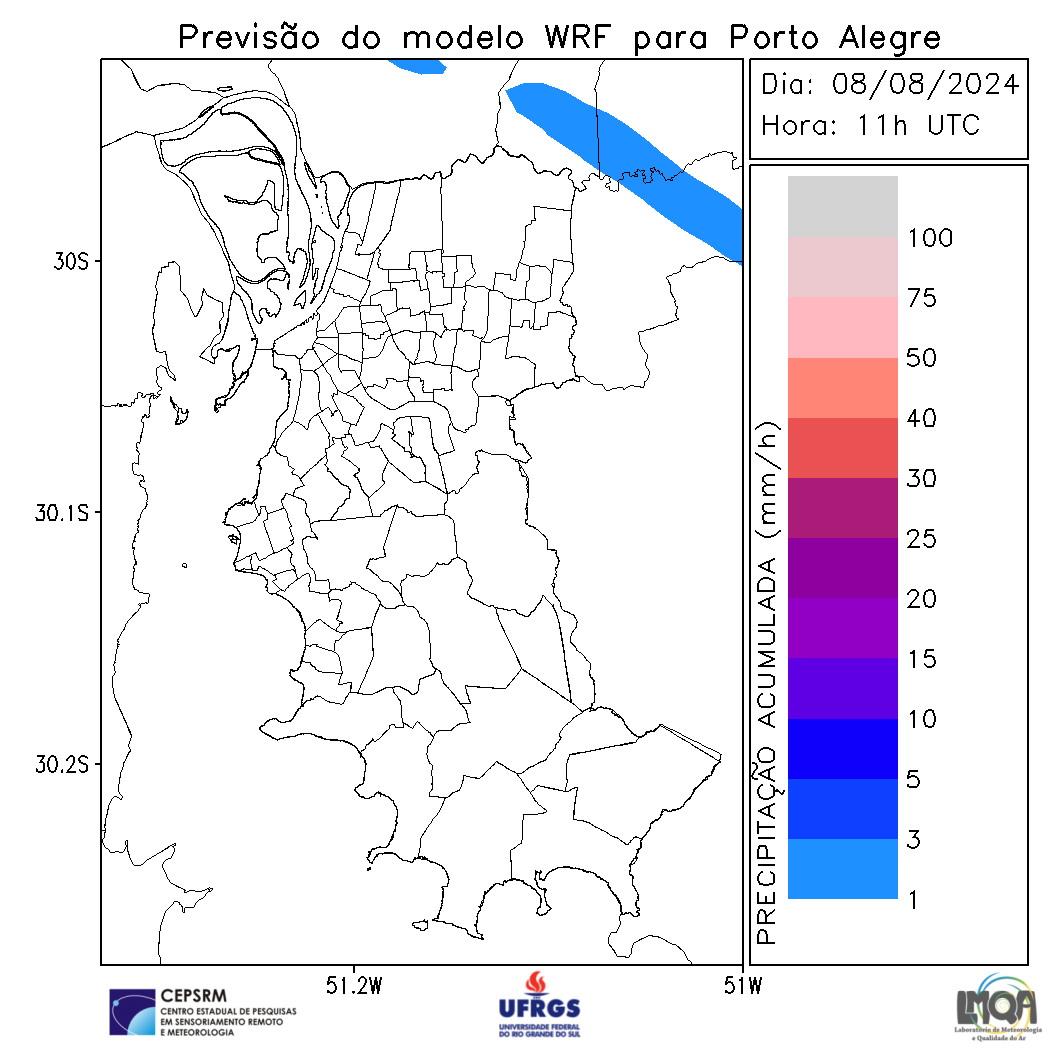 Previsão do modelo WRF para Porto Alegre
Dia: 08/08/2024
Hora: 11h UTC
30S
30.1S
30.2S
51.2W
51W
PRECIPITAÇÃO ACUMULADA (mm/h)
100
75
50
40
30
25
20
15
10
5
3
1
CEPSRM
CENTRO ESTADUAL DE PESQUISAS
EM SENSORIAMENTO REMOTO
E METEOROLOGIA
UFRGS
UNIVERSIDADE FEDERAL
DO RIO GRANDE DO SUL
LMQA
Laboratório de Meteorologia
e Qualidade do Ar